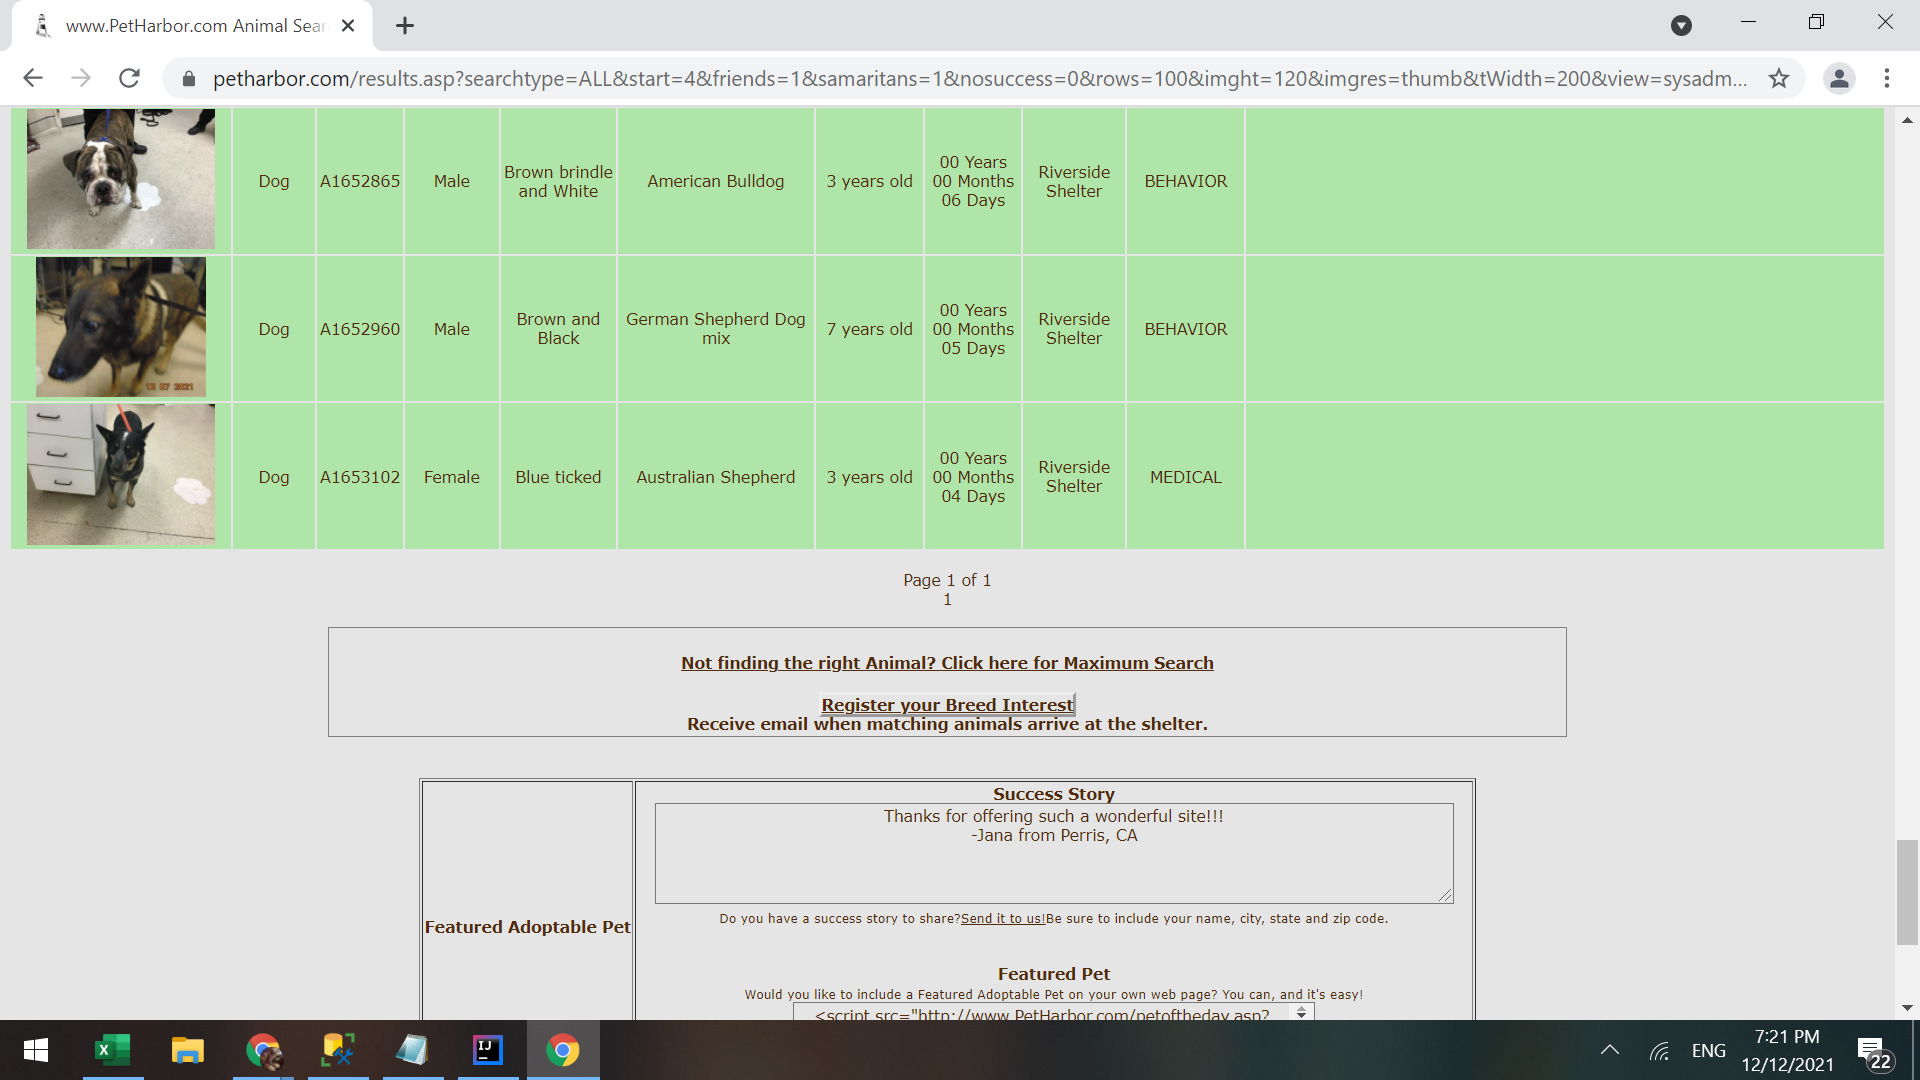 www.PetHarbor.com Animal Sear
petharbor.com/results.asp?searchtype=ALL&start=4&friends=1&samaritans=1&nosuccess=0&rows=100&imght=120&imgres=thumb&tWidth=200&view=sysadm...
Dog A1652865 Male Brown brindle and White American Bulldog 3 years old 00 Years 00 Months 06 Days Riverside Shelter BEHAVIOR
12 07 2021
Dog A1652960 Male Brown and Black German Shepherd Dog mix 7 years old 00 Years 00 Months 05 Days Riverside Shelter BEHAVIOR
Dog A1653102 Female Blue ticked Australian Shepherd 3 years old 00 Years 00 Months 04 Days Riverside Shelter MEDICAL
Page 1 of 1
1
Not finding the right Animal? Click here for Maximum Search
Register your Breed Interest
Receive email when matching animals arrive at the shelter.
Featured Adoptable Pet
Success Story
Thanks for offering such a wonderful site!!!
-Jana from Perris, CA
Do you have a success story to share?Send it to us!Be sure to include your name, city, state and zip code.
Featured Pet
Would you like to include a Featured Adoptable Pet on your own web page? You can, and it's easy!
<script src="http://www.PetHarbor.com/petoftheday.asp?
IJ
ENG
7:21 PM
12/12/2021
22